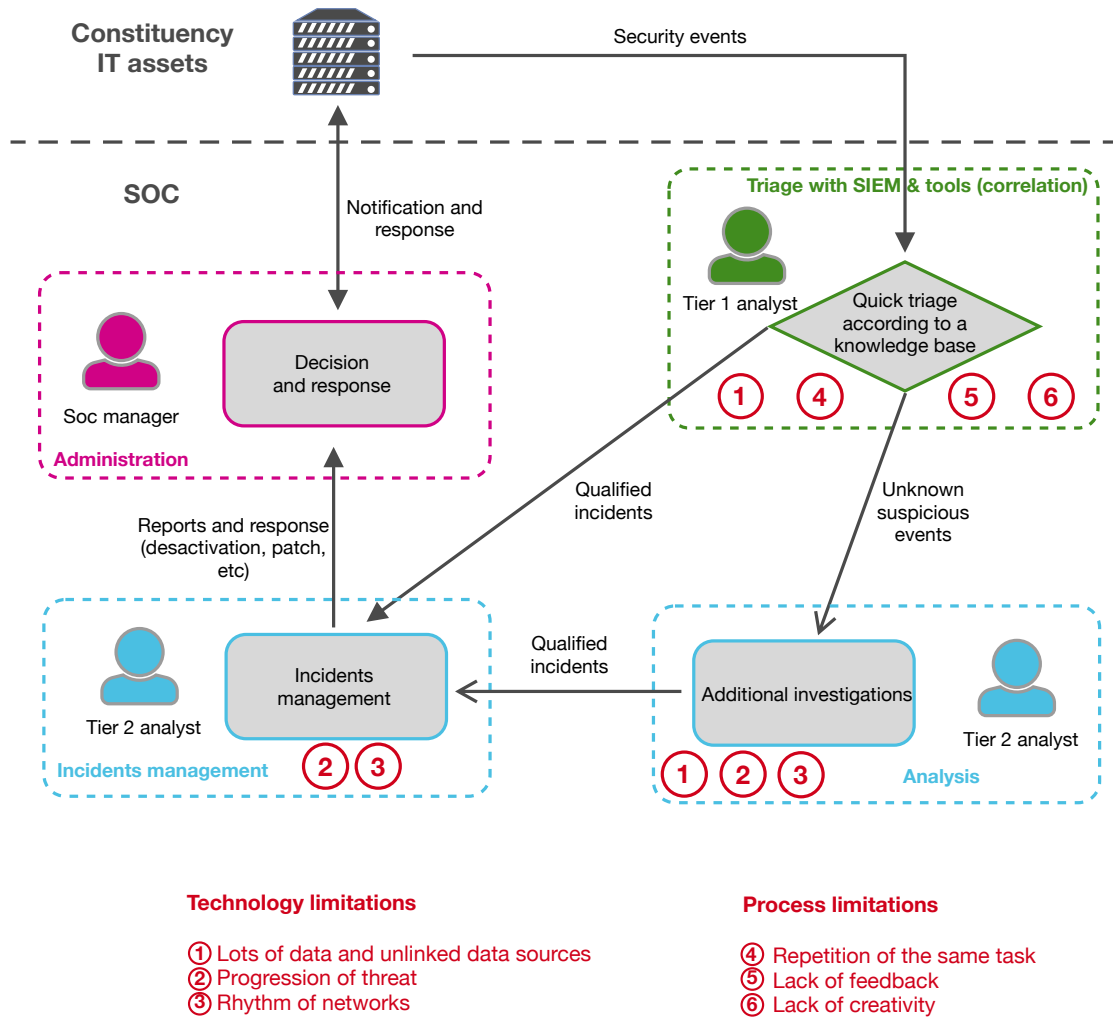 Constituency
IT assets
Security events
SOC
Notification and
response
Triage with SIEM & tools (correlation)
Tier 1 analyst
Quick triage
according to a
knowledge base
1
4
5
6
Soc manager
Decision
and response
Administration
Reports and response
(desactivation, patch,
etc)
Qualified
incidents
Unknown
suspicious
events
Tier 2 analyst
Incidents
management
Incidents management
2
3
Qualified
incidents
Additional investigations
Tier 2 analyst
1
2
3
Analysis
Technology limitations
1 Lots of data and unlinked data sources
2 Progression of threat
3 Rhythm of networks
Process limitations
4 Repetition of the same task
5 Lack of feedback
6 Lack of creativity